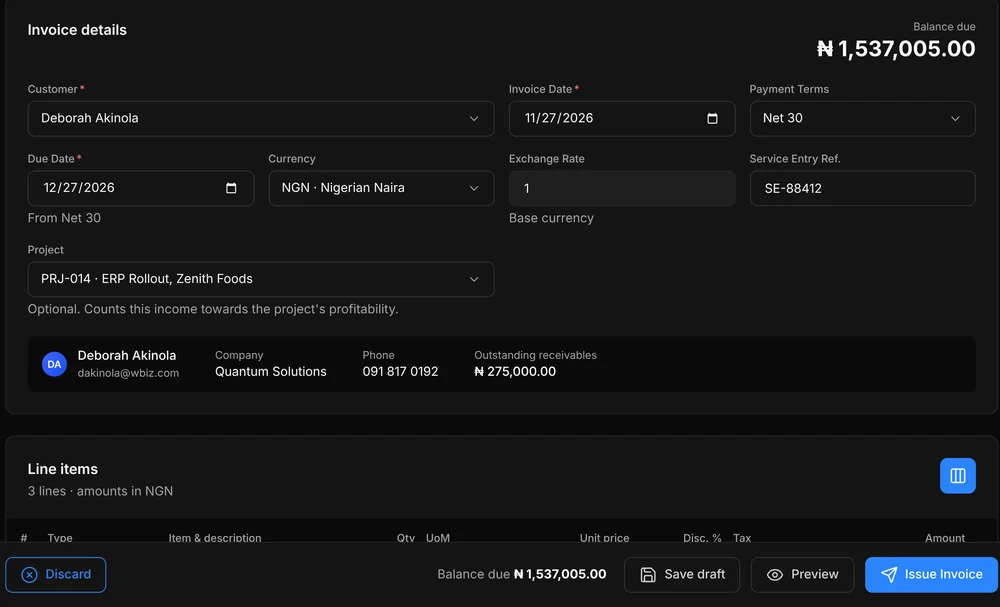 Invoice details
Balance due
₦ 1,537,005.00
Customer *
Invoice Date *
Payment Terms
Deborah Akinola
11/27/2026
Net 30
Due Date *
Currency
Exchange Rate
Service Entry Ref.
12/27/2026
NGN · Nigerian Naira
1
SE-88412
From Net 30
Base currency
Project
PRJ-014 · ERP Rollout, Zenith Foods
Optional. Counts this income towards the project's profitability.
DA
Deborah Akinola
dakinola@wbiz.com
Company
Quantum Solutions
Phone
091 817 0192
Outstanding receivables
₦ 275,000.00
Line items
3 lines · amounts in NGN
# Type Item & description Qty UoM Unit price Disc. % Tax Amount
Discard
Balance due ₦ 1,537,005.00
Save draft
Preview
Issue Invoice